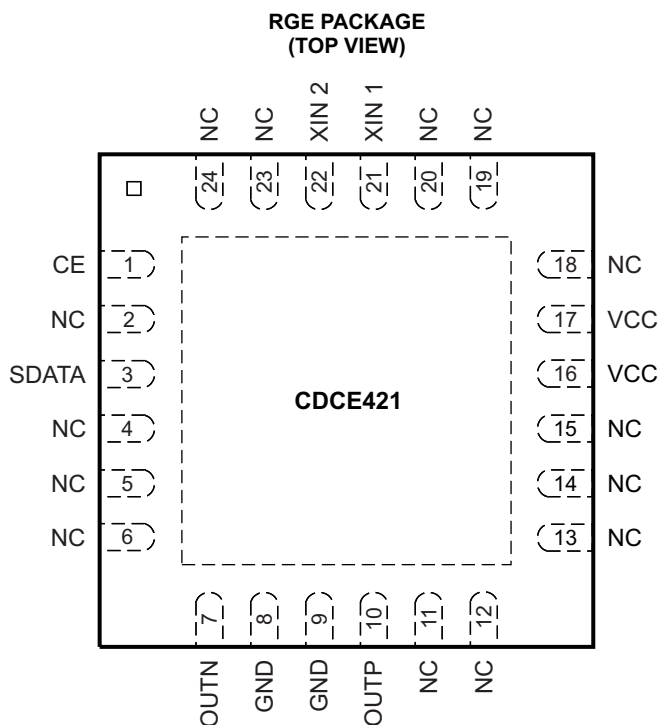 RGE PACKAGE
(TOP VIEW)
NC
NC
XIN 2
XIN 1
NC
NC
24
23
22
21
20
19
CE 1
NC 2
SDATA 3
NC 4
NC 5
NC 6
CDCE421
18 NC
17 VCC
16 VCC
15 NC
14 NC
13 NC
7
8
9
10
11
12
OUTN
GND
GND
OUTP
NC
NC